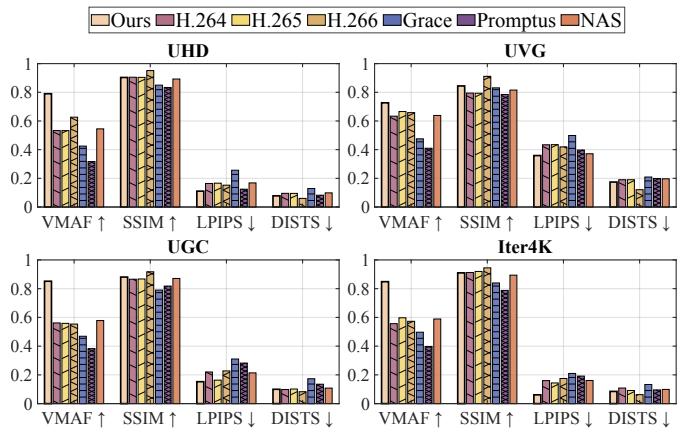 Ours H.264 H.265 H.266 Grace Promptus NAS
UHD UVG
1 0.8 0.6 0.4 0.2 0
VMAF ↑ SSIM ↑ LPIPS ↓ DISTS ↓
1 0.8 0.6 0.4 0.2 0
VMAF ↑ SSIM ↑ LPIPS ↓ DISTS ↓
UGC Iter4K
1 0.8 0.6 0.4 0.2 0
VMAF ↑ SSIM ↑ LPIPS ↓ DISTS ↓
1 0.8 0.6 0.4 0.2 0
VMAF ↑ SSIM ↑ LPIPS ↓ DISTS ↓